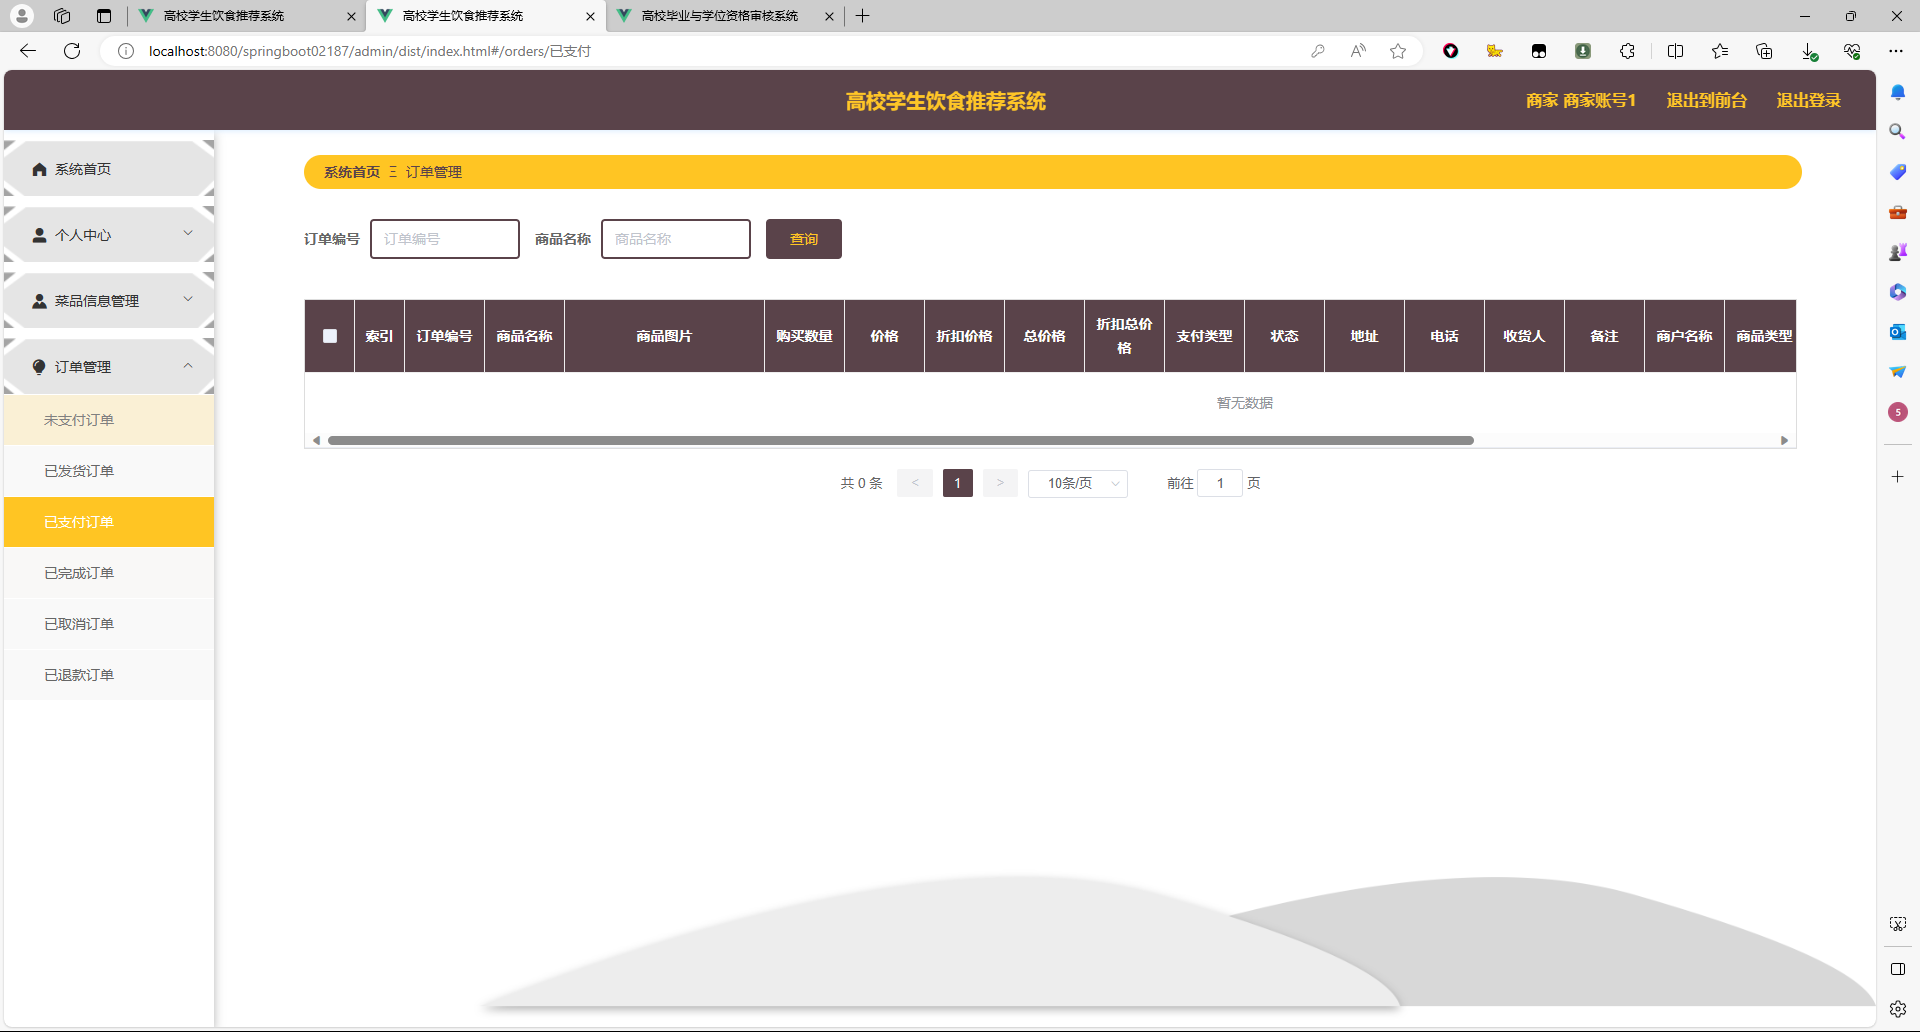 高校学生饮食推荐系统
高校学生饮食推荐系统
高校毕业与学位资格审核系统
localhost:8080/springboot02187/admin/dist/index.html#/orders/已支付
高校学生饮食推荐系统
商家 商家账号1
退出到前台
退出登录
系统首页
个人中心
菜品信息管理
订单管理
未支付订单
已发货订单
已支付订单
已完成订单
已取消订单
已退款订单
系统首页 Ξ 订单管理
订单编号 订单编号 商品名称 商品名称 查询
索引 订单编号 商品名称 商品图片 购买数量 价格 折扣价格 总价格 折扣总价格 支付类型 状态 地址 电话 收货人 备注 商户名称 商品类型
暂无数据
共 0 条 < 1 > 10条/页 前往 1 页
5